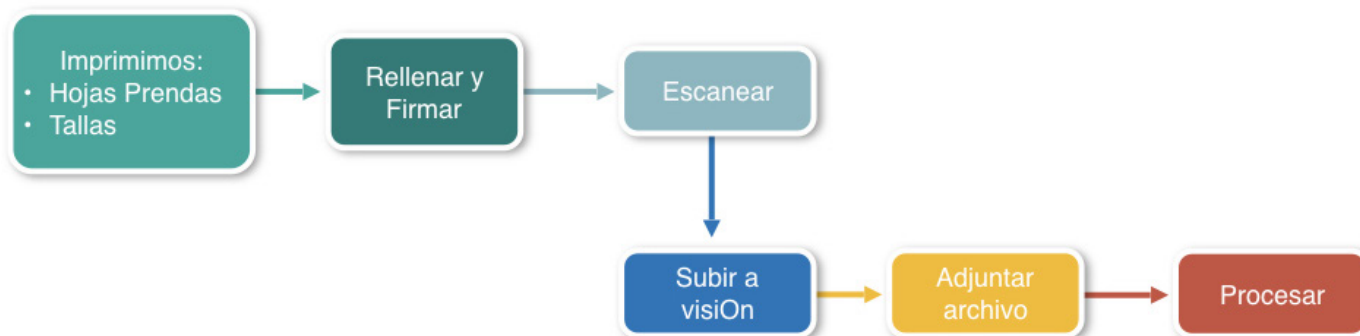 Imprimimos:
• Hojas Prendas
• Tallas
Rellenar y
Firmar
Escanear
Subir a
visiOn
Adjuntar
archivo
Procesar